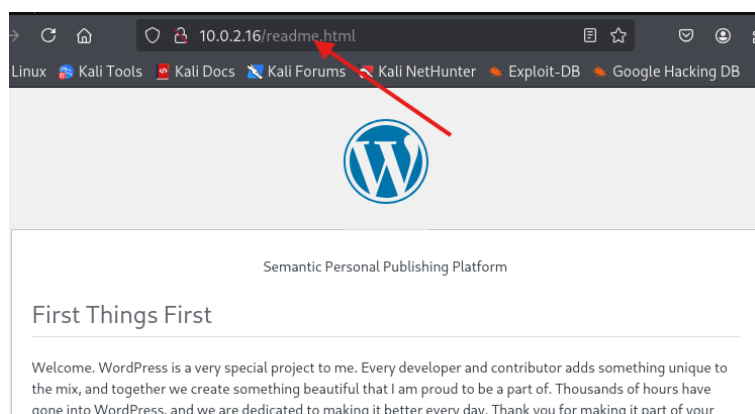 10.0.2.16/readme.html
Linux Kali Tools Kali Docs Kali Forums Kali NetHunter Exploit-DB Google Hacking DB
W
Semantic Personal Publishing Platform
First Things First
Welcome. WordPress is a very special project to me. Every developer and contributor adds something unique to
the mix, and together we create something beautiful that I am proud to be a part of. Thousands of hours have
gone into WordPress, and we are dedicated to making it better every day. Thank you for making it part of your